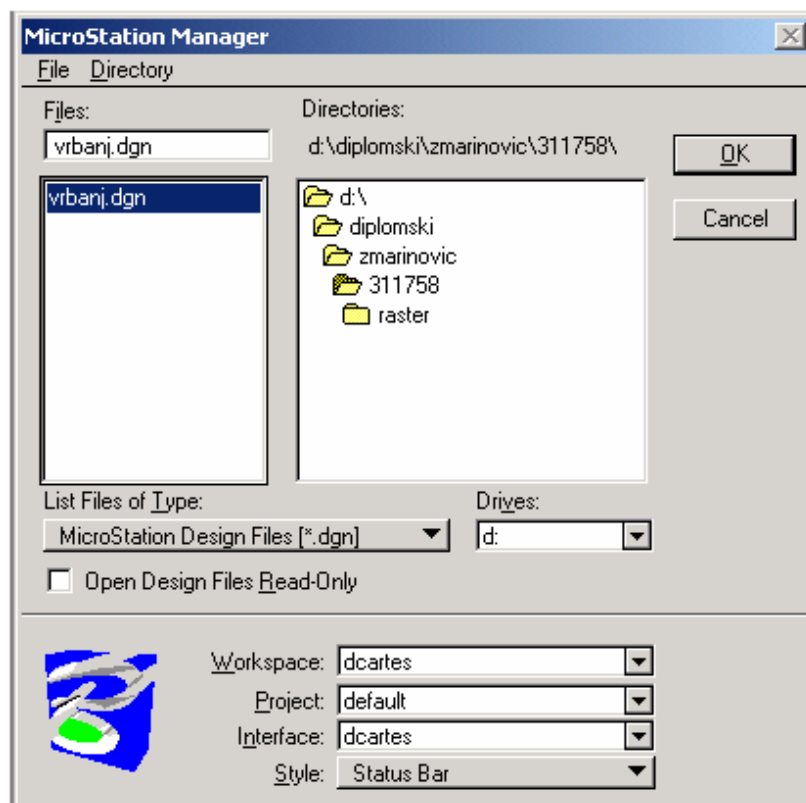 MicroStation Manager
File Directory
Files:
vrbanj.dgn
vrbanj.dgn
Directories:
d:\diplomski\zmarinovic\311758\
d:\
diplomski
zmarinovic
311758
raster
OK
Cancel
List Files of Type:
MicroStation Design Files [*.dgn]
Drives:
d:
Open Design Files Read-Only
Workspace: dcartes
Project: default
Interface: dcartes
Style: Status Bar